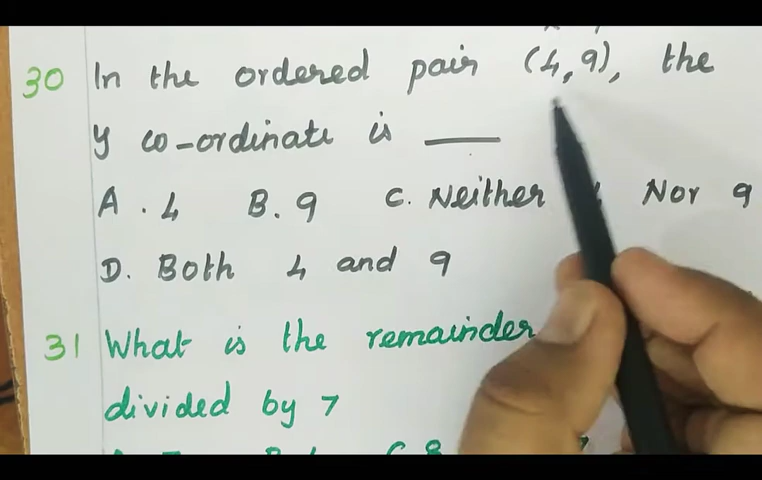 30 In the ordered pair (4,9), the
y co-ordinate is ____
A. 4 B. 9 C. Neither Nor 9
D. Both 4 and 9
31 What is the remainder
divided by 7